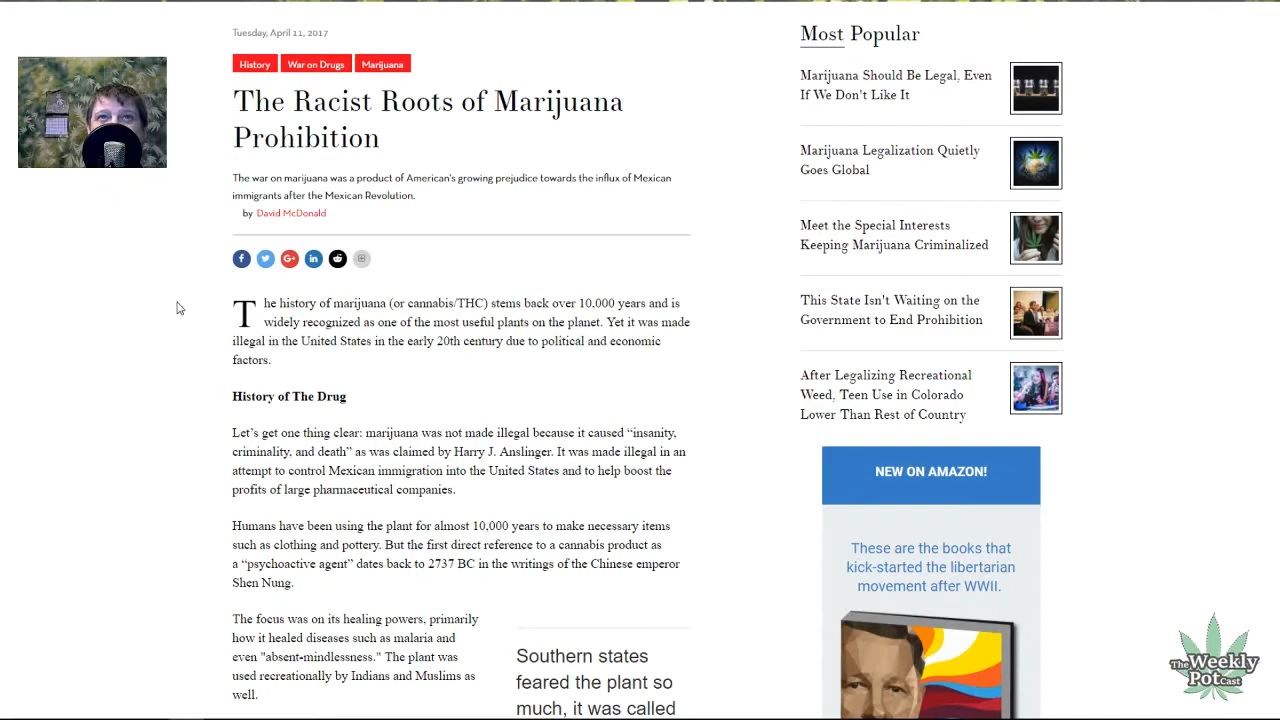 Tuesday, April 11, 2017
History
War on Drugs
Marijuana
The Racist Roots of Marijuana
Prohibition
The war on marijuana was a product of American's growing prejudice towards the influx of Mexican
immigrants after the Mexican Revolution.
by David McDonald
The history of marijuana (or cannabis/THC) stems back over 10,000 years and is
widely recognized as one of the most useful plants on the planet. Yet it was made
illegal in the United States in the early 20th century due to political and economic
factors.
History of The Drug
Let's get one thing clear: marijuana was not made illegal because it caused “insanity,
criminality, and death” as was claimed by Harry J. Anslinger. It was made illegal in an
attempt to control Mexican immigration into the United States and to help boost the
profits of large pharmaceutical companies.
Humans have been using the plant for almost 10,000 years to make necessary items
such as clothing and pottery. But the first direct reference to a cannabis product as
a “psychoactive agent” dates back to 2737 BC in the writings of the Chinese emperor
Shen Nung.
The focus was on its healing powers, primarily
how it healed diseases such as malaria and
even "absent-mindlessness." The plant was
used recreationally by Indians and Muslims as
well.
Southern states
feared the plant so
much, it was called
Most Popular
Marijuana Should Be Legal, Even
If We Don't Like It
Marijuana Legalization Quietly
Goes Global
Meet the Special Interests
Keeping Marijuana Criminalized
This State Isn't Waiting on the
Government to End Prohibition
After Legalizing Recreational
Weed, Teen Use in Colorado
Lower Than Rest of Country
NEW ON AMAZON!
These are the books that
kick-started the libertarian
movement after WWII.
The Weekly
Potcast